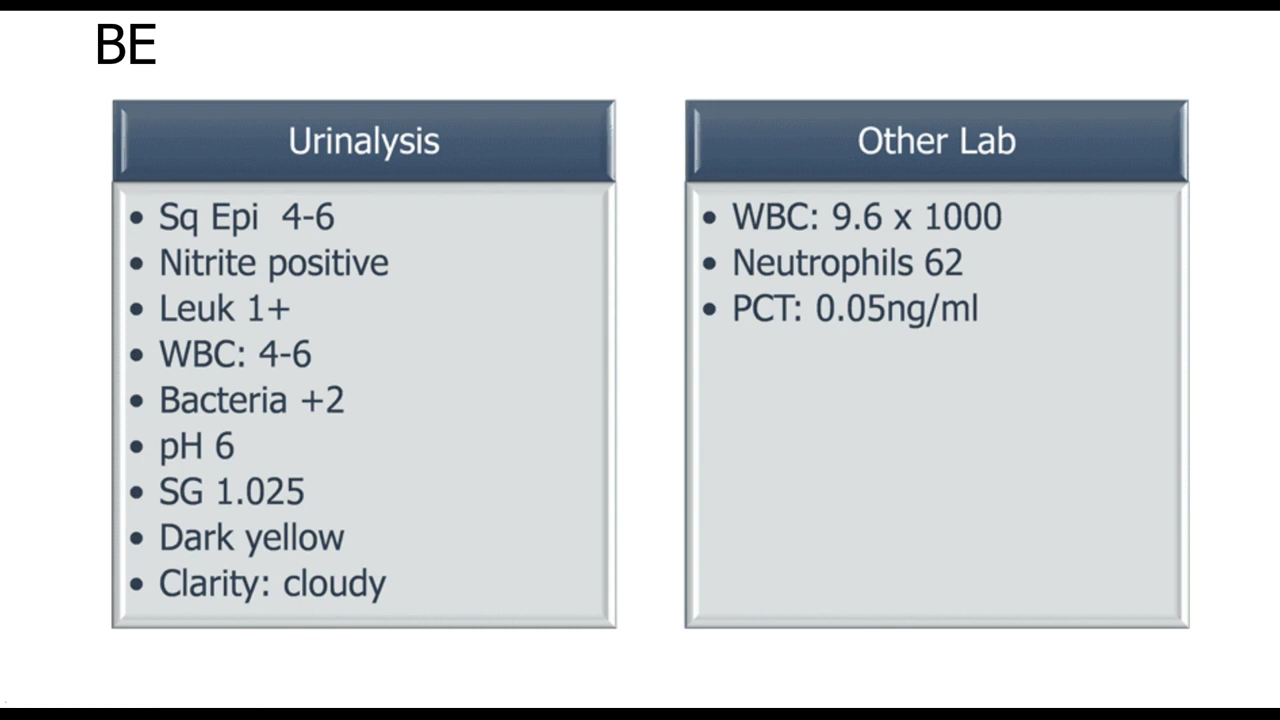 BE
Urinalysis
• Sq Epi  4-6
• Nitrite positive
• Leuk 1+
• WBC: 4-6
• Bacteria +2
• pH 6
• SG 1.025
• Dark yellow
• Clarity: cloudy
Other Lab
• WBC: 9.6 x 1000
• Neutrophils 62
• PCT: 0.05ng/ml